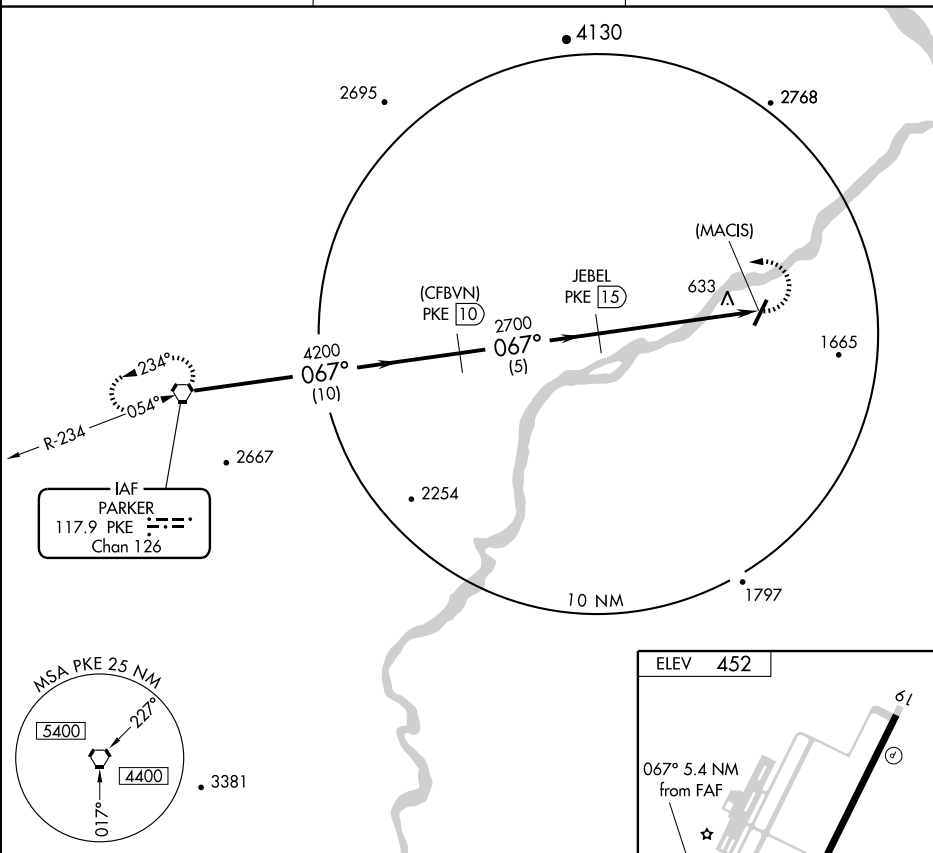 4130
2695
2768
(MACIS)
633
JEBEL
PKE 15
(CFBVN)
PKE 10
2700
067°
(5)
1665
4200
067°
(10)
234°
054°
R-234
2667
2254
IAF
PARKER
117.9 PKE
Chan 126
10 NM
1797
MSA PKE 25 NM
227°
5400
4400
017°
3381
ELEV 452
19
P
067° 5.4 NM
from FAF